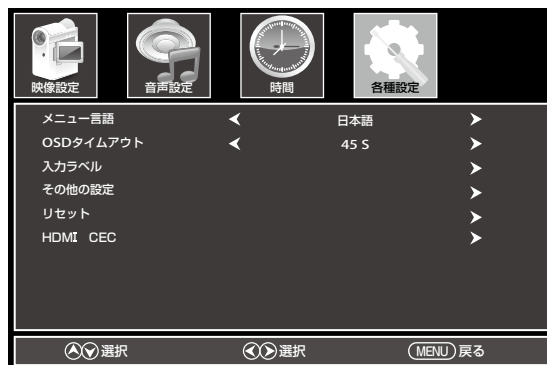 映像設定 音声設定 時間 各種設定
メニュー言語 日本語
OSDタイムアウト 45 S
入力ラベル
その他の設定
リセット
HDMI CEC
選択 選択 MENU 戻る